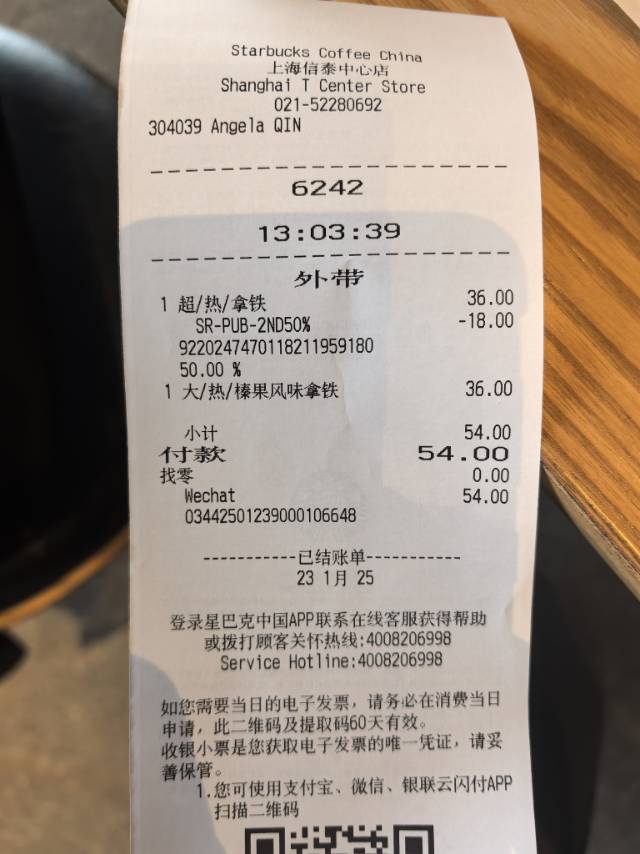 Starbucks Coffee China
上海信泰中心店
Shanghai T Center Store
021-52280692
304039 Angela QIN
6242
13:03:39
外带
1 超/热/拿铁 36.00
SR-PUB-2ND50% -18.00
9220247470118211959180
50.00 %
1 大/热/榛果风味拿铁 36.00
小计 54.00
付款 54.00
找零 0.00
Wechat 54.00
03442501239000106648
-----------已结账单-----------
23 1月 25
登录星巴克中国APP联系在线客服获得帮助
或拨打顾客关怀热线:4008206998
Service Hotline:4008206998
如您需要当日的电子发票，请务必在消费当日
申请，此二维码及提取码60天有效。
收银小票是您获取电子发票的唯一凭证，请妥
善保管。
1.您可使用支付宝、微信、银联云闪付APP
扫描二维码